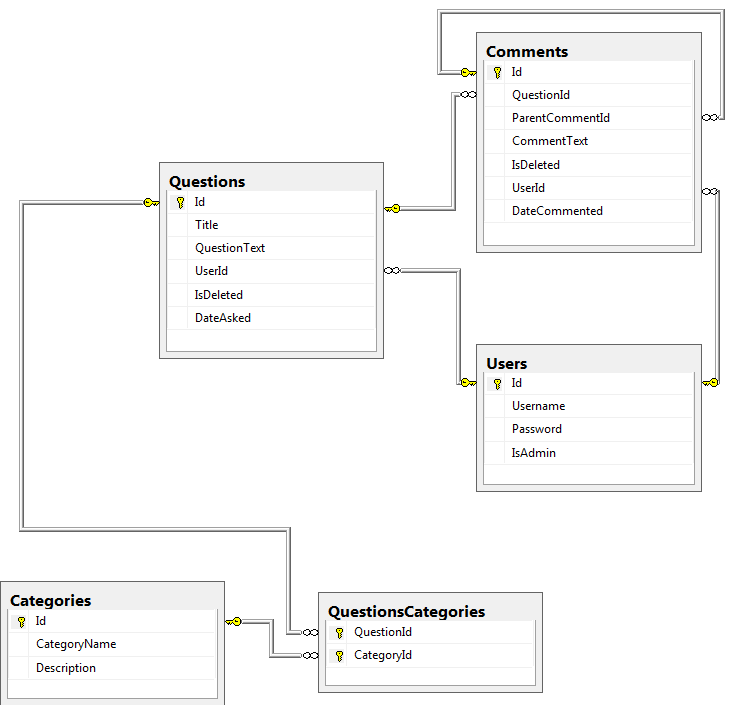 Comments
Id
QuestionId
ParentCommentId
CommentText
IsDeleted
UserId
DateCommented
Questions
Id
Title
QuestionText
UserId
IsDeleted
DateAsked
Users
Id
Username
Password
IsAdmin
Categories
Id
CategoryName
Description
QuestionsCategories
QuestionId
CategoryId